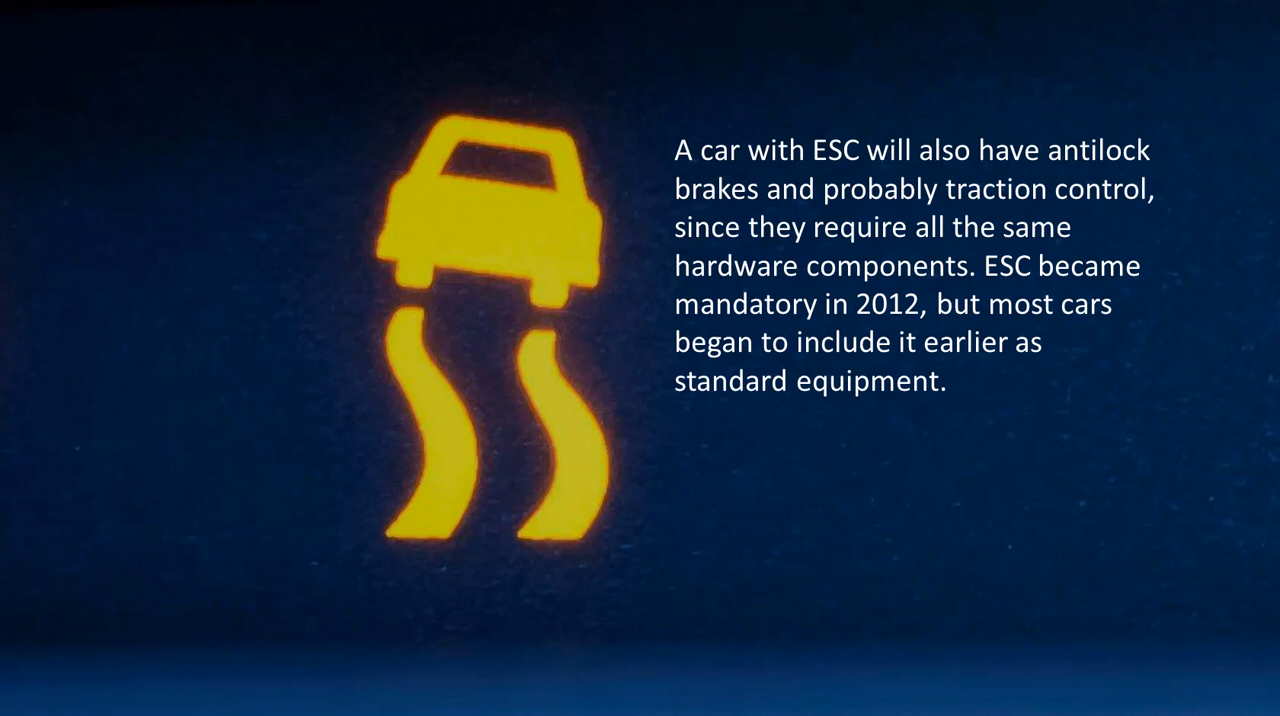 A car with ESC will also have antilock
brakes and probably traction control,
since they require all the same
hardware components. ESC became
mandatory in 2012, but most cars
began to include it earlier as
standard equipment.